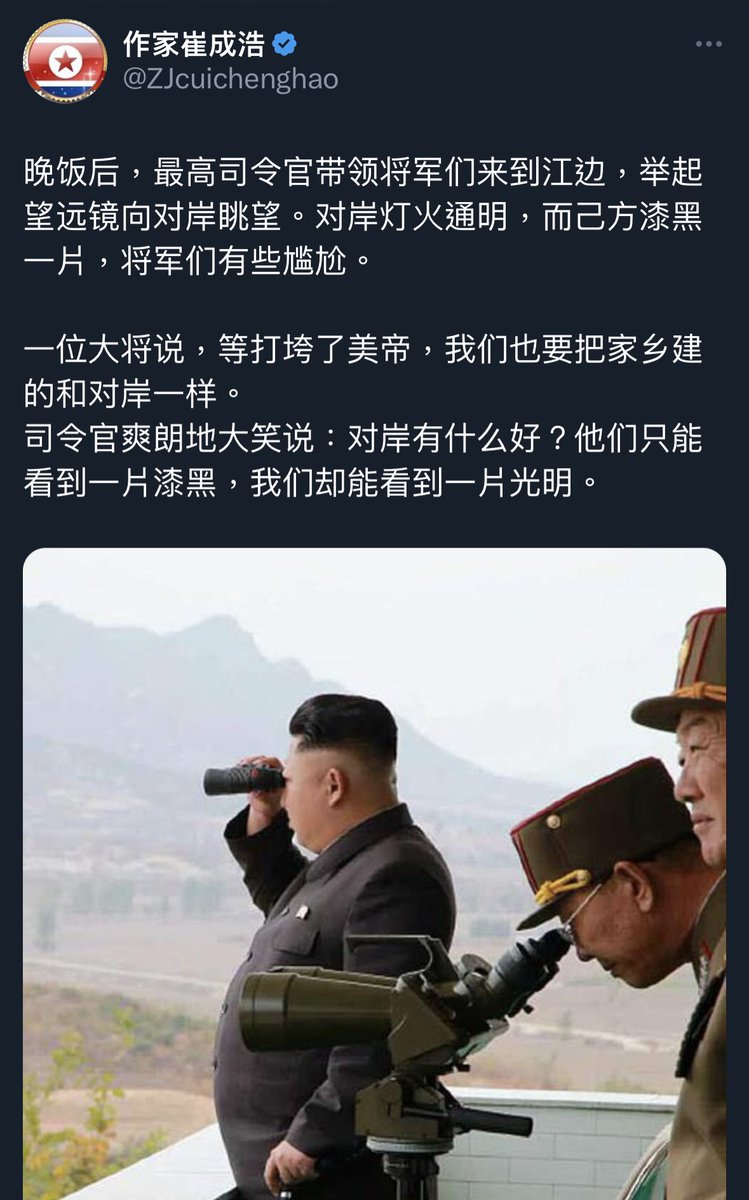 作家崔成浩
@ZJcuichenghao
晚饭后，最高司令官带领将军们来到江边，举起
望远镜向对岸眺望。对岸灯火通明，而己方漆黑
一片，将军们有些尴尬。
一位大将说，等打垮了美帝，我们也要把家乡建
的和对岸一样。
司令官爽朗地大笑说：对岸有什么好？他们只能
看到一片漆黑，我们却能看到一片光明。